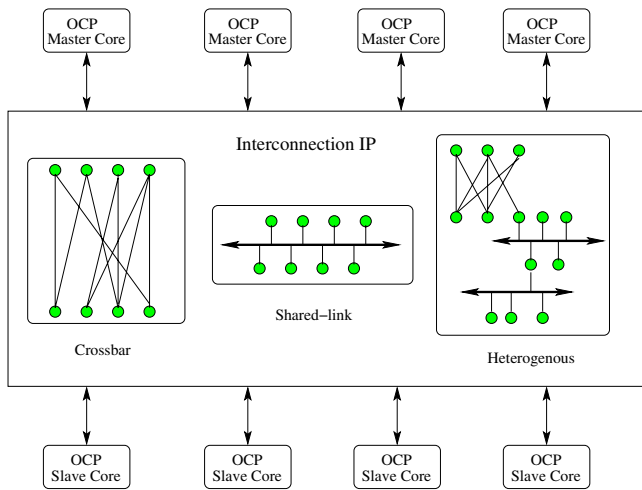 OCP
Master Core
OCP
Master Core
OCP
Master Core
OCP
Master Core
Interconnection IP
Crossbar
Shared−link
Heterogenous
OCP
Slave Core
OCP
Slave Core
OCP
Slave Core
OCP
Slave Core